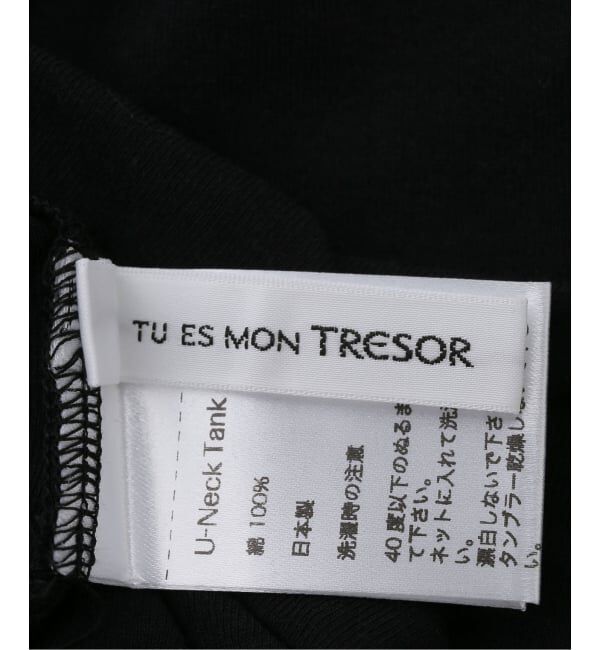 TU ES MON TRESOR
U-Neck Tank
綿 100%
日本製
洗濯時の注意
40度以下のぬるま
て下さい。
ネットに入れて洗
い。
漂白しないで下さ
タンブラー乾燥し
い。